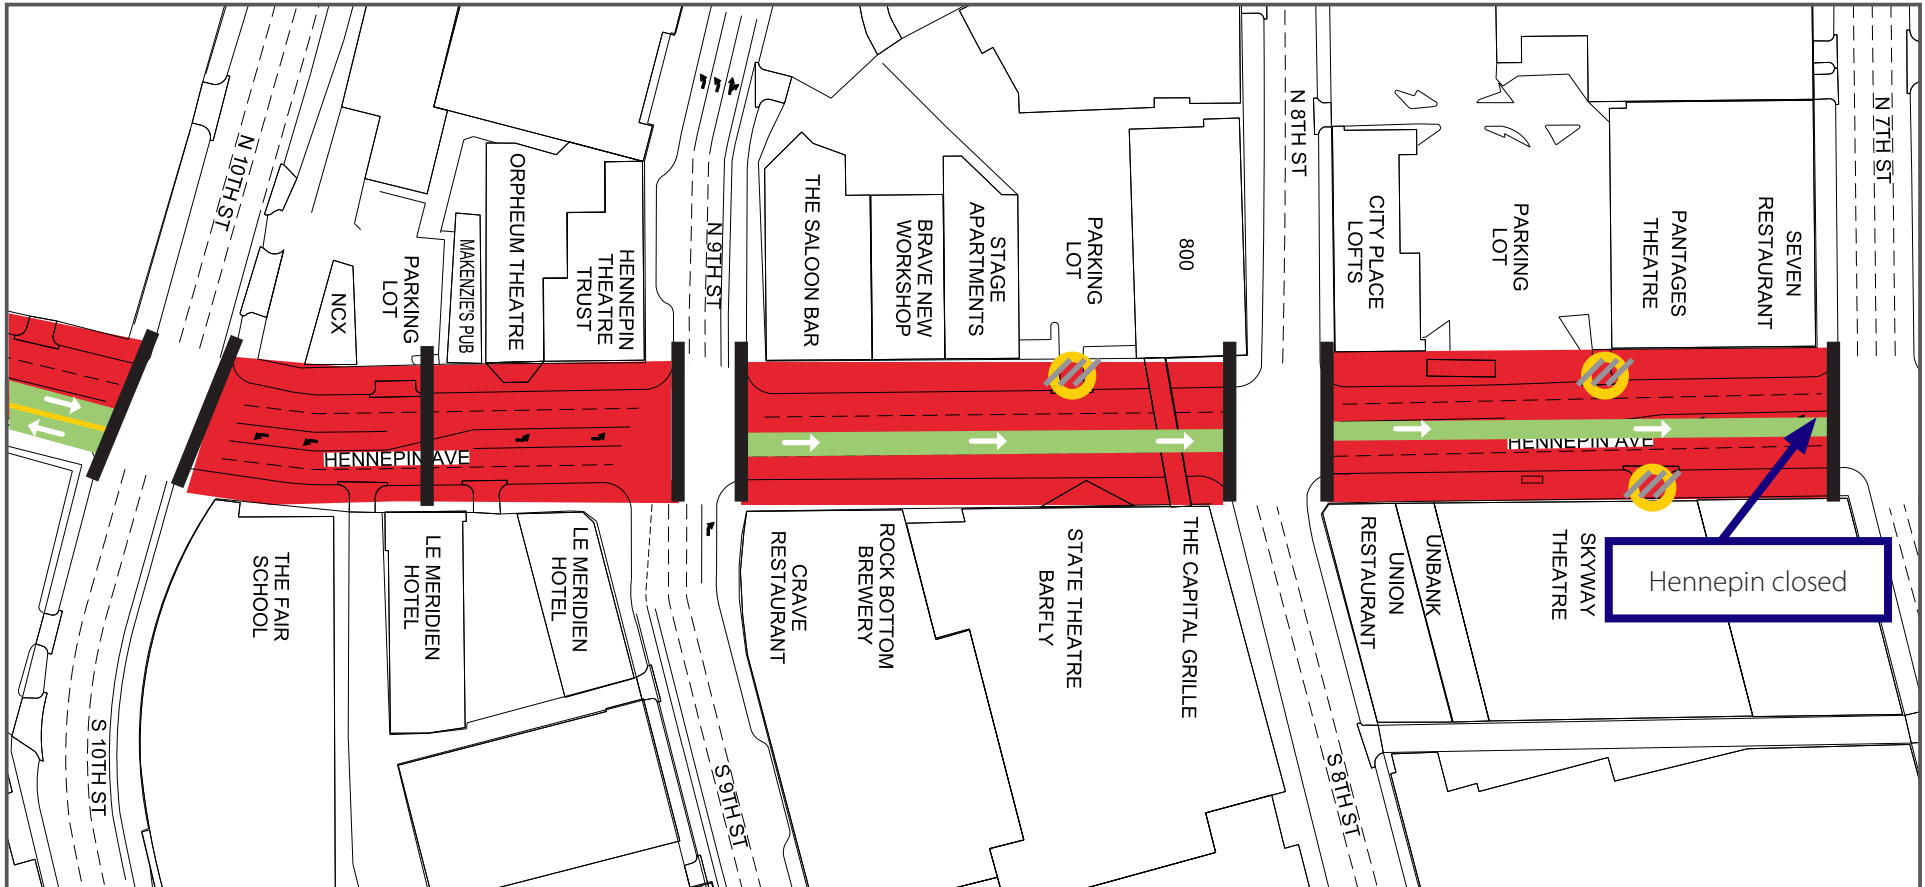 N 10TH ST
NCX
PARKING
LOT
MAKENZIE'S PUB
ORPHEUM THEATRE
HENNEPIN
THEATRE
TRUST
N 9TH ST
THE SALOON BAR
BRAVE NEW
WORKSHOP
STAGE
APARTMENTS
PARKING
LOT
800
N 8TH ST
CITY PLACE
LOFTS
PARKING
LOT
PANTAGES
THEATRE
SEVEN
RESTAURANT
N 7TH ST
HENNEPIN AVE
HENNEPIN AVE
S 10TH ST
THE FAIR
SCHOOL
LE MERIDIEN
HOTEL
LE MERIDIEN
HOTEL
S 9TH ST
CRAVE
RESTAURANT
ROCK BOTTOM
BREWERY
STATE THEATRE
BARFLY
THE CAPITAL GRILLE
S 8TH ST
UNION
RESTAURANT
UNBANK
SKYWAY
THEATRE
Hennepin closed